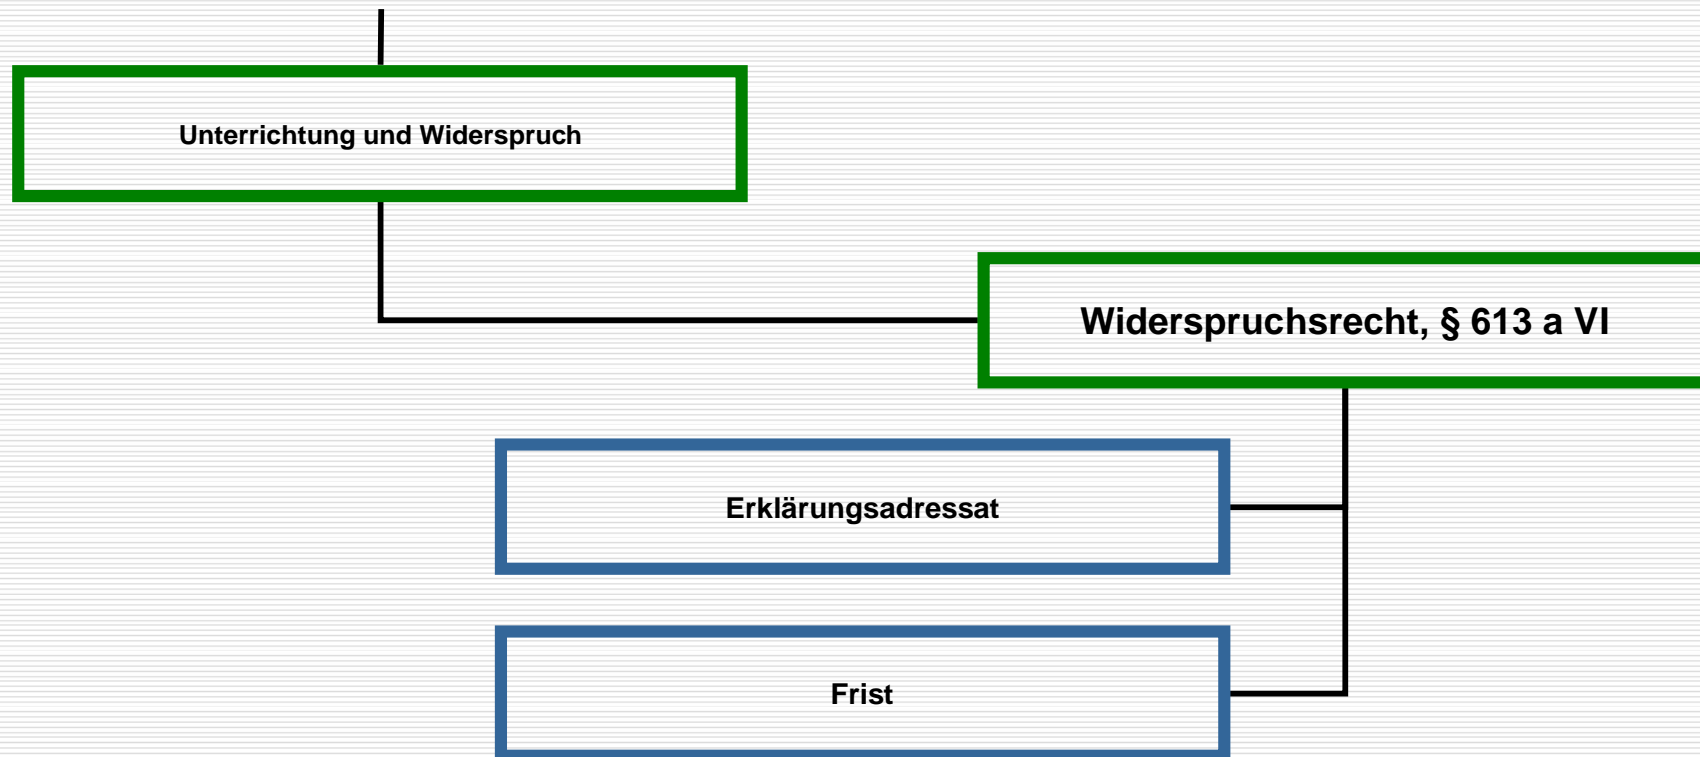 Unterrichtung und Widerspruch
Widerspruchsrecht, § 613 a VI
Erklärungsadressat
Frist